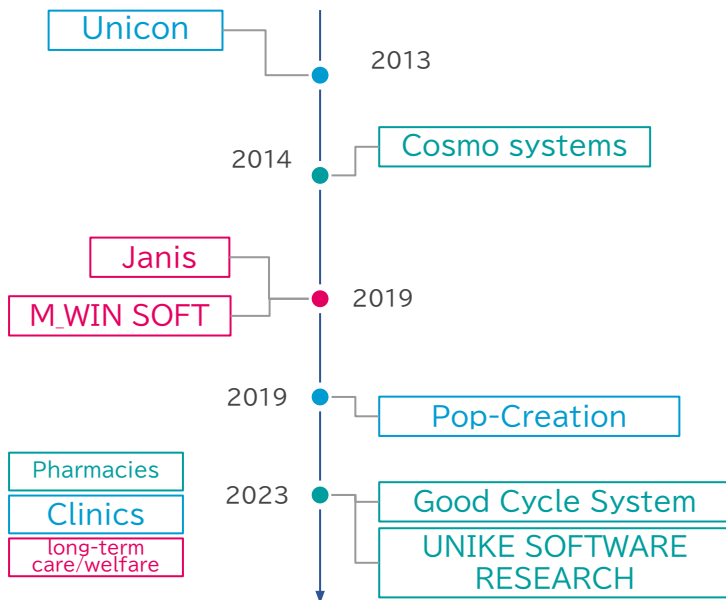 Unicon
2013
2014
Cosmo systems
Janis
M_WIN SOFT
2019
2019
Pop-Creation
Pharmacies
Clinics
long-term
care/welfare
2023
Good Cycle System
UNIKE SOFTWARE
RESEARCH